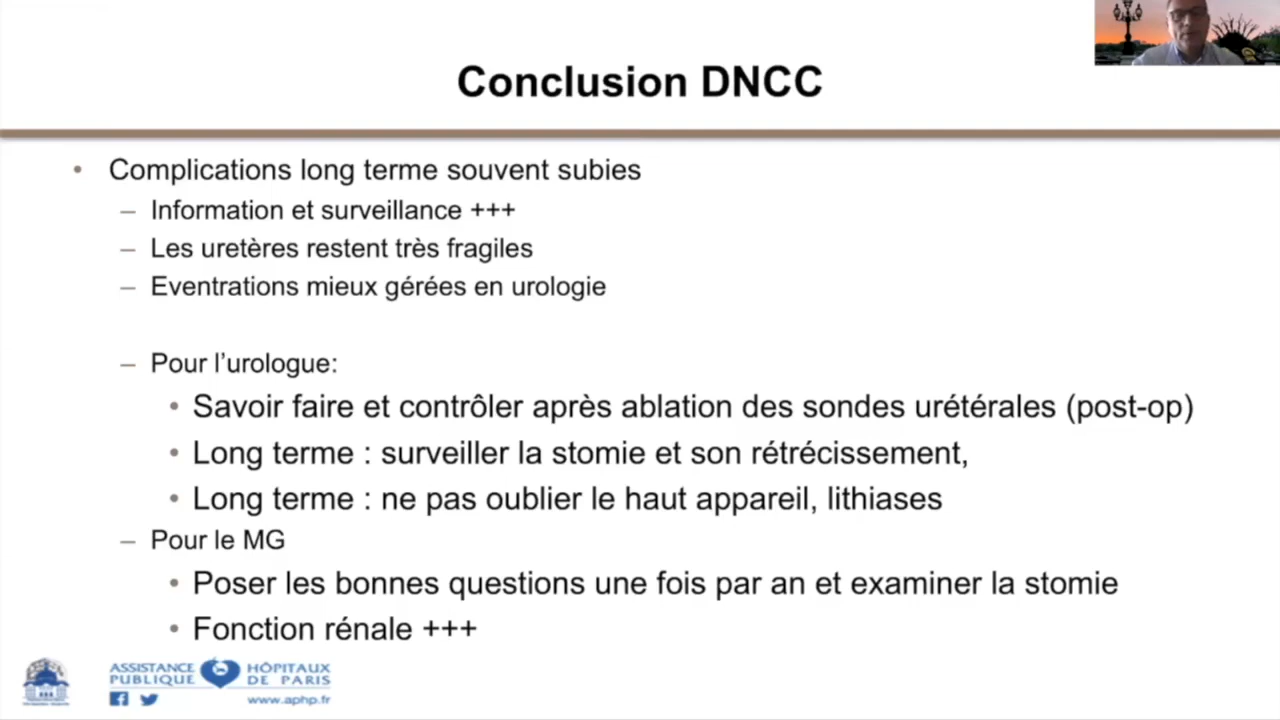 Conclusion DNCC
• Complications long terme souvent subies
– Information et surveillance +++
– Les uretères restent très fragiles
– Eventrations mieux gérées en urologie
– Pour l’urologue:
• Savoir faire et contrôler après ablation des sondes urétérales (post-op)
• Long terme : surveiller la stomie et son rétrécissement,
• Long terme : ne pas oublier le haut appareil, lithiases
– Pour le MG
• Poser les bonnes questions une fois par an et examiner la stomie
• Fonction rénale +++
ASSISTANCE HÔPITAUX
PUBLIQUE DE PARIS
www.aphp.fr